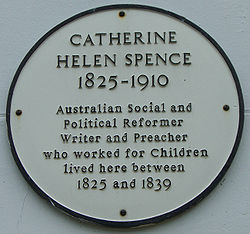 CATHERINE
HELEN SPENCE
1825-1910
Australian Social and
Political Reformer
Writer and Preacher
who worked for Children
lived here between
1825 and 1839